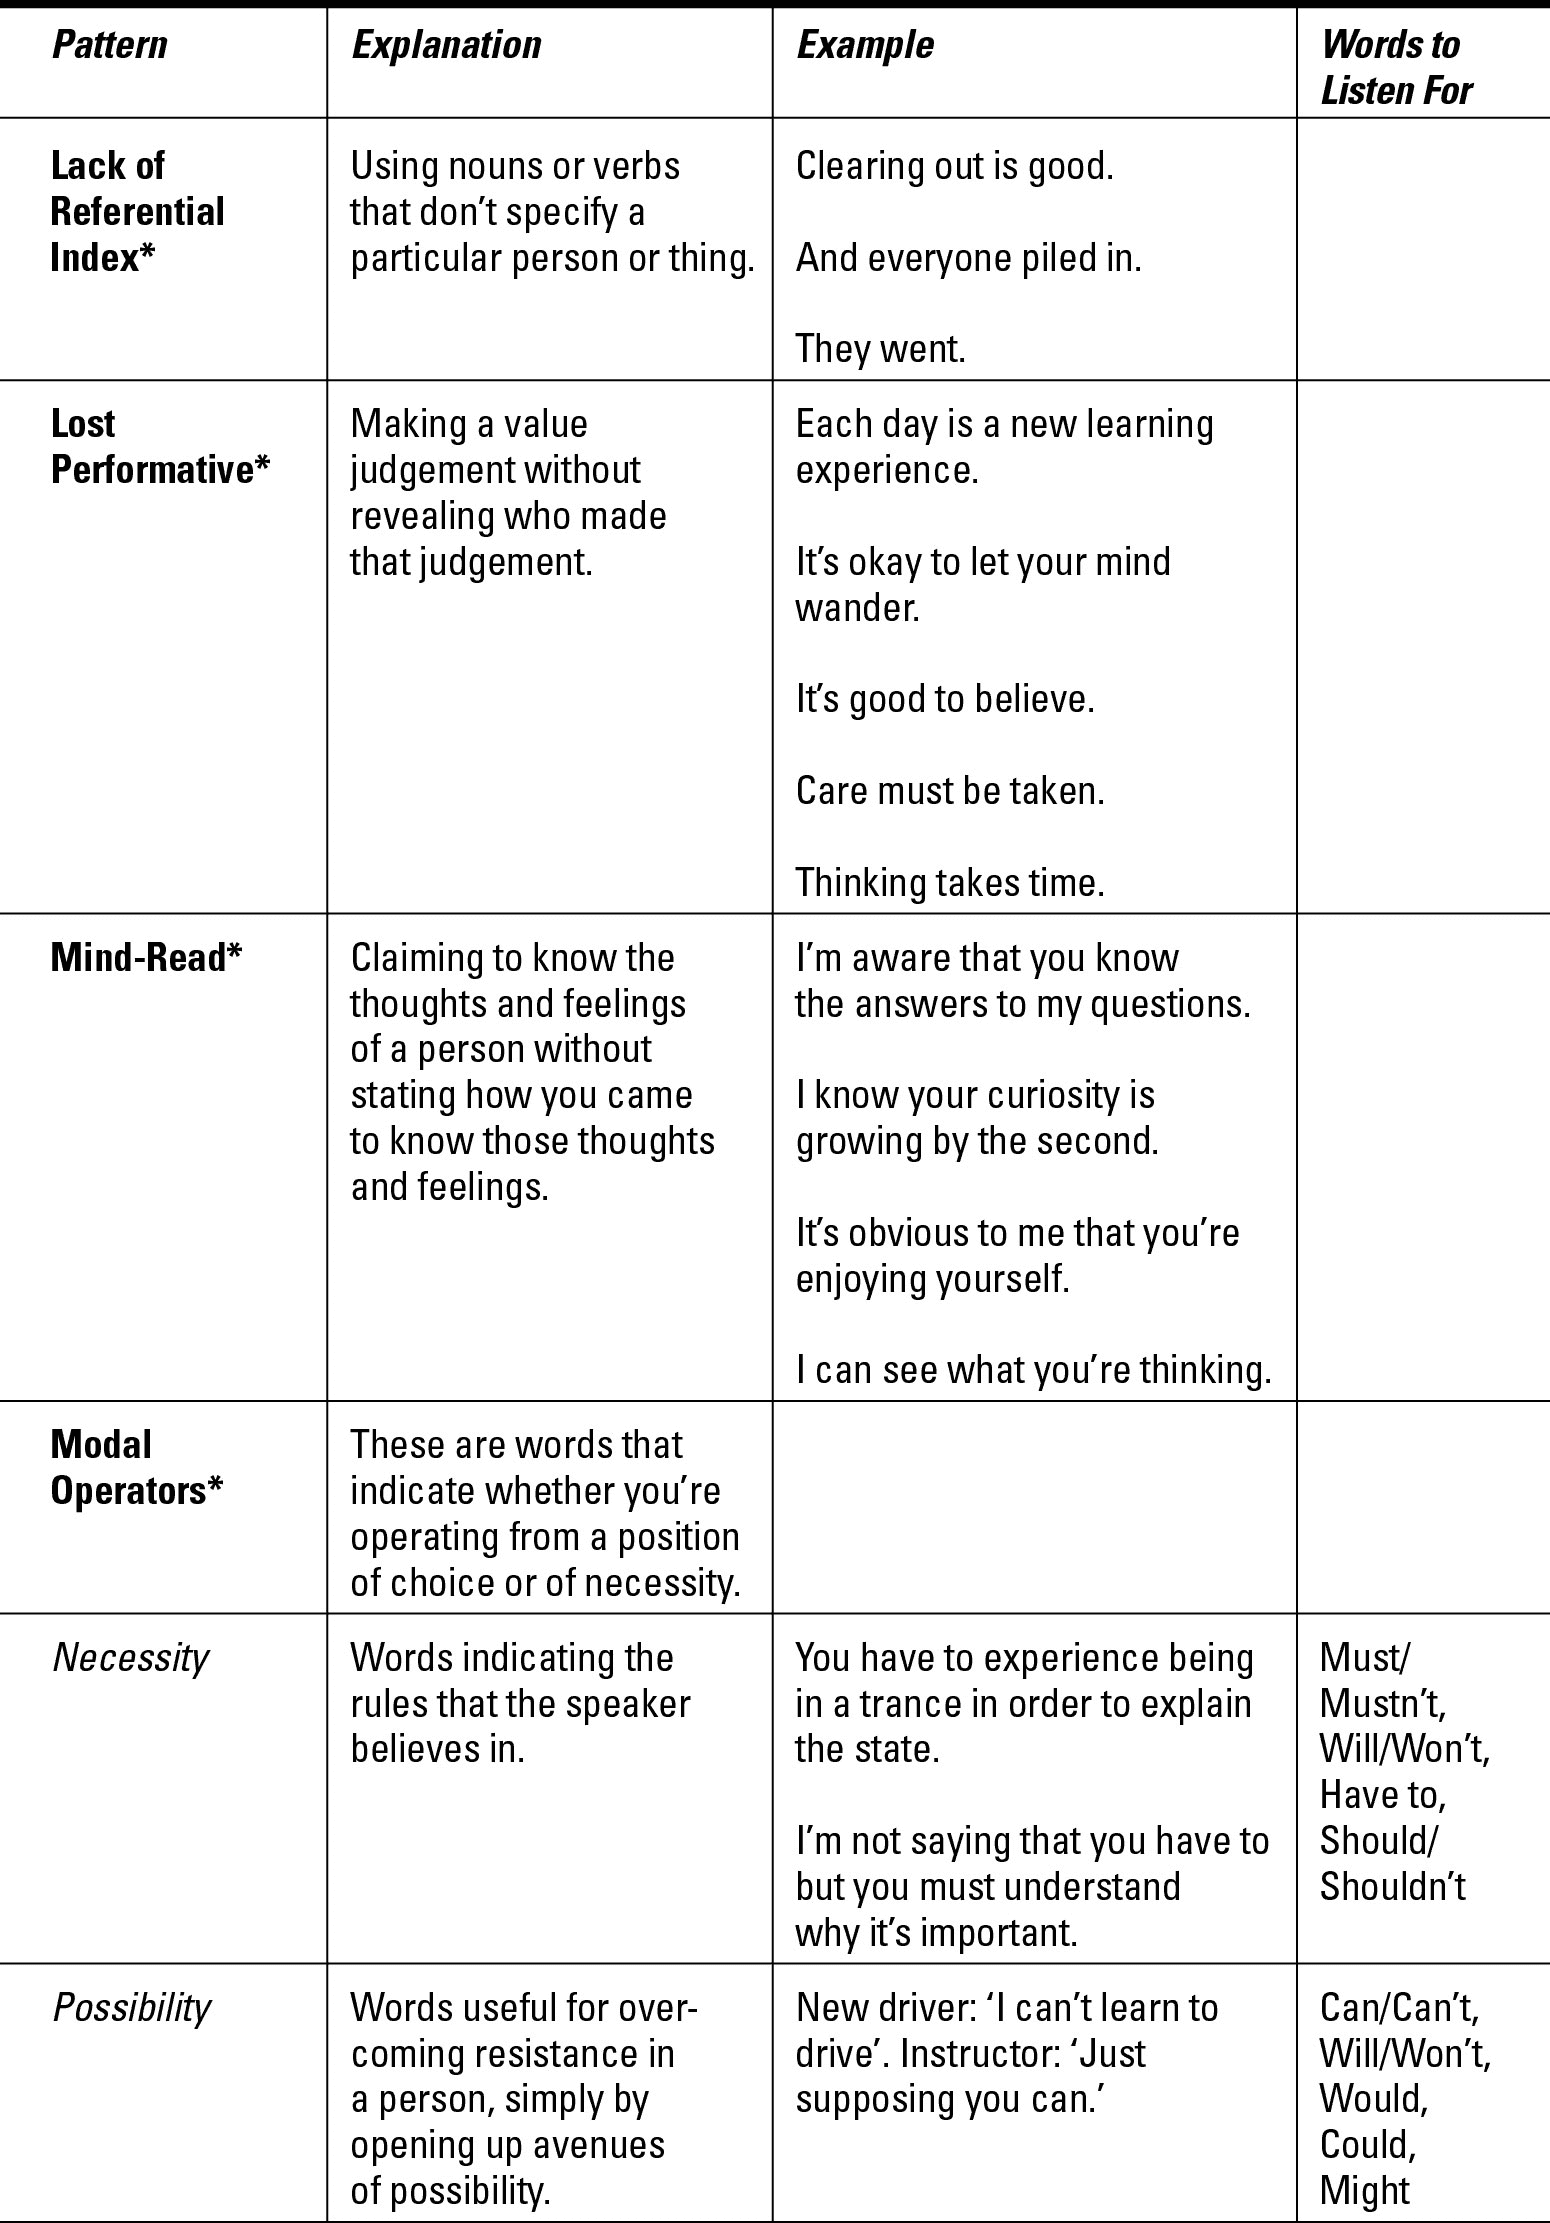 Pattern
Explanation
Example
Words to
Listen For
Lack of
Referential
Index*
Using nouns or verbs
that don’t specify a
particular person or thing.
Clearing out is good.
And everyone piled in.
They went.
Lost
Performative*
Making a value
judgement without
revealing who made
that judgement.
Each day is a new learning
experience.
It’s okay to let your mind
wander.
It’s good to believe.
Care must be taken.
Thinking takes time.
Mind-Read*
Claiming to know the
thoughts and feelings
of a person without
stating how you came
to know those thoughts
and feelings.
I’m aware that you know
the answers to my questions.
I know your curiosity is
growing by the second.
It’s obvious to me that you’re
enjoying yourself.
I can see what you’re thinking.
Modal
Operators*
These are words that
indicate whether you’re
operating from a position
of choice or of necessity.
Necessity
Words indicating the
rules that the speaker
believes in.
You have to experience being
in a trance in order to explain
the state.
I’m not saying that you have to
but you must understand
why it’s important.
Must/
Mustn’t,
Will/Won’t,
Have to,
Should/
Shouldn’t
Possibility
Words useful for over-
coming resistance in
a person, simply by
opening up avenues
of possibility.
New driver: ‘I can’t learn to
drive’. Instructor: ‘Just
supposing you can.’
Can/Can’t,
Will/Won’t,
Would,
Could,
Might